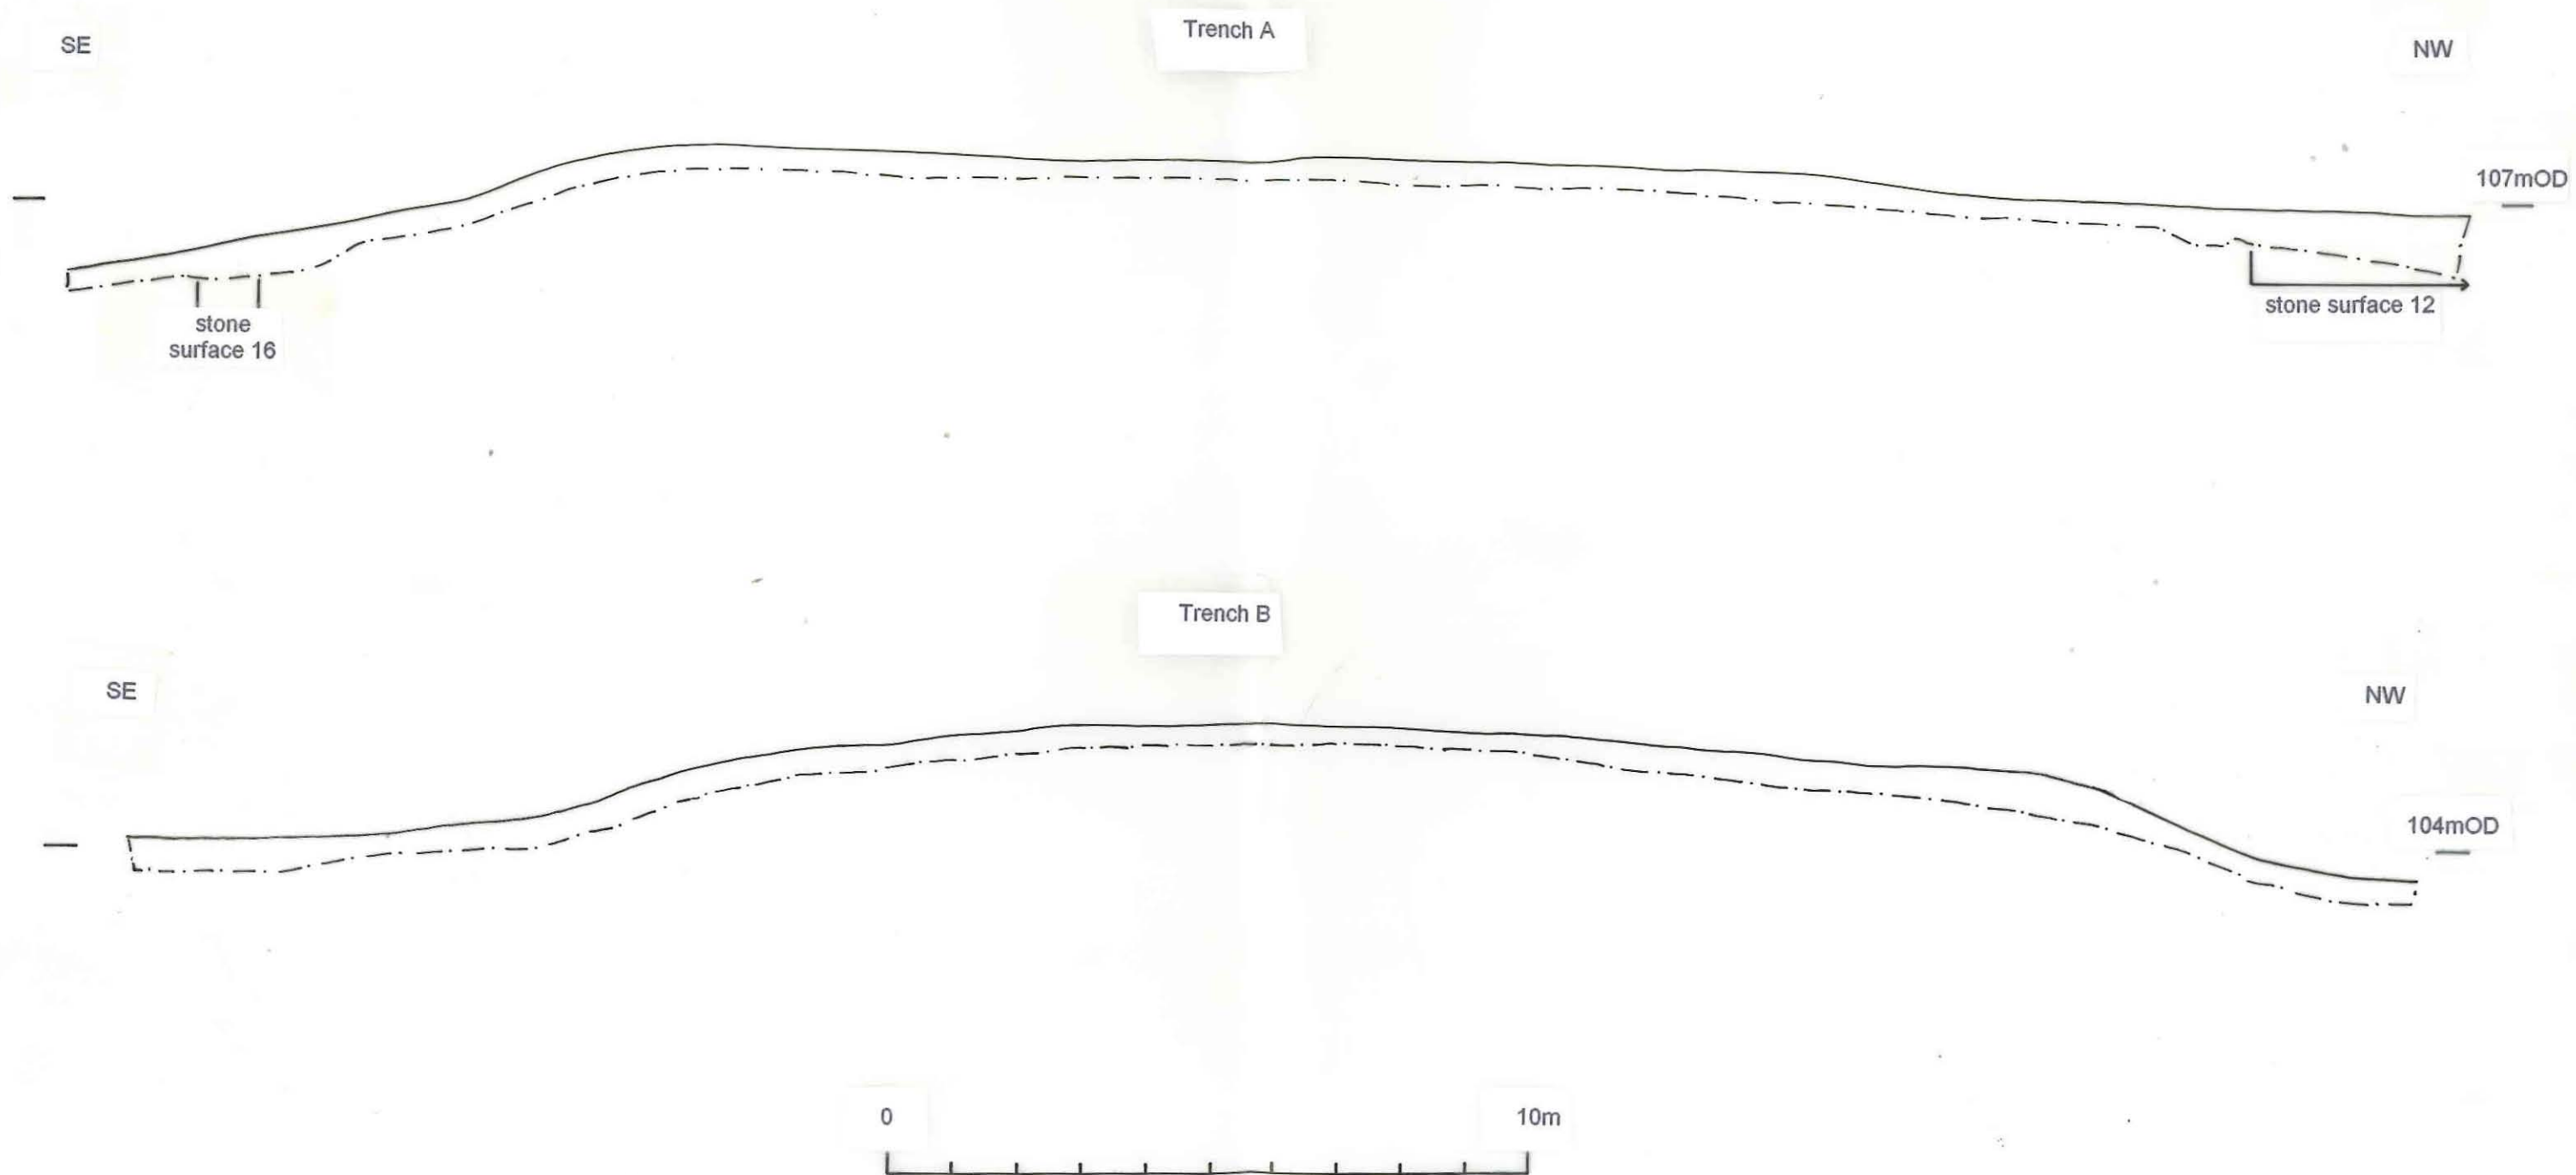 Trench A
SE
NW
107mOD
stone
surface 16
stone surface 12
Trench B
SE
NW
104mOD
0
10m